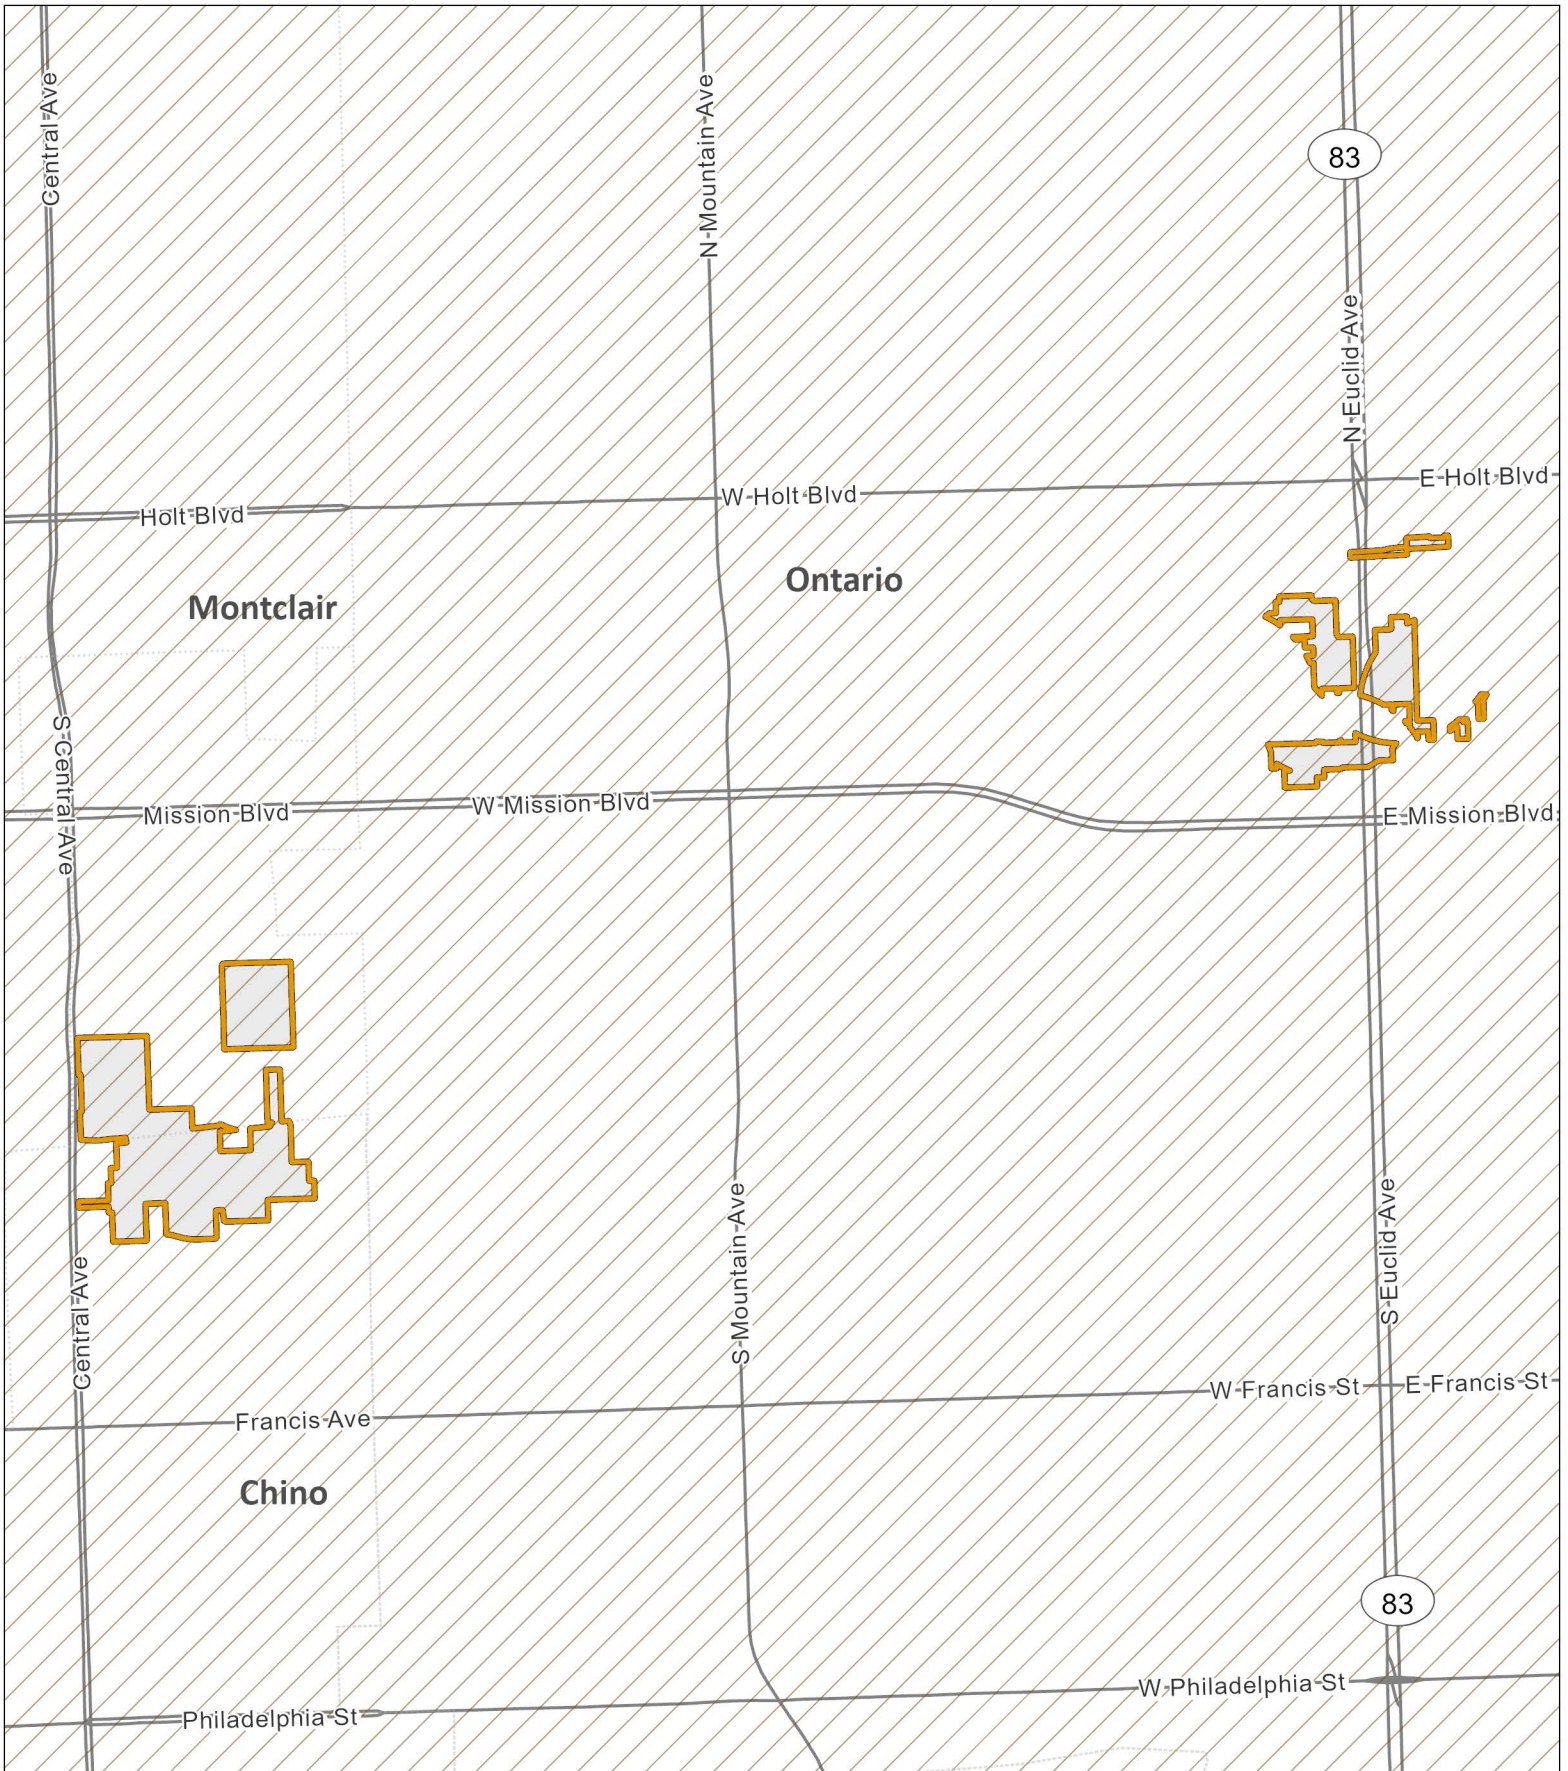 Central Ave
N Mountain Ave
83
N Euclid Ave
E Holt Blvd
W Holt Blvd
Holt Blvd
Ontario
Montclair
S Central Ave
W Mission Blvd
Mission Blvd
E Mission Blvd
S Mountain Ave
S Euclid Ave
Central Ave
W Francis St
E Francis St
Francis Ave
Chino
83
W Philadelphia St
Philadelphia St